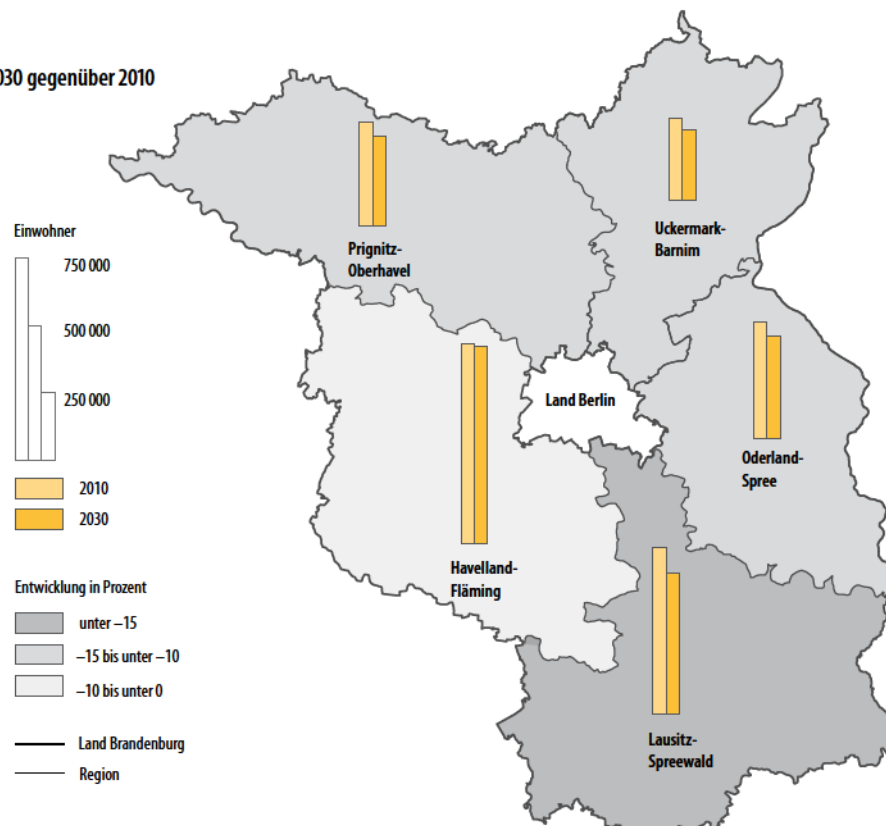 030 gegenüber 2010
Einwohner
750 000
500 000
250 000
2010
2030
Entwicklung in Prozent
unter –15
–15 bis unter –10
–10 bis unter 0
Land Brandenburg
Region
Prignitz-
Oberhavel
Uckermark-
Barnim
Land Berlin
Oderland-
Spree
Havelland-
Fläming
Lausitz-
Spreewald